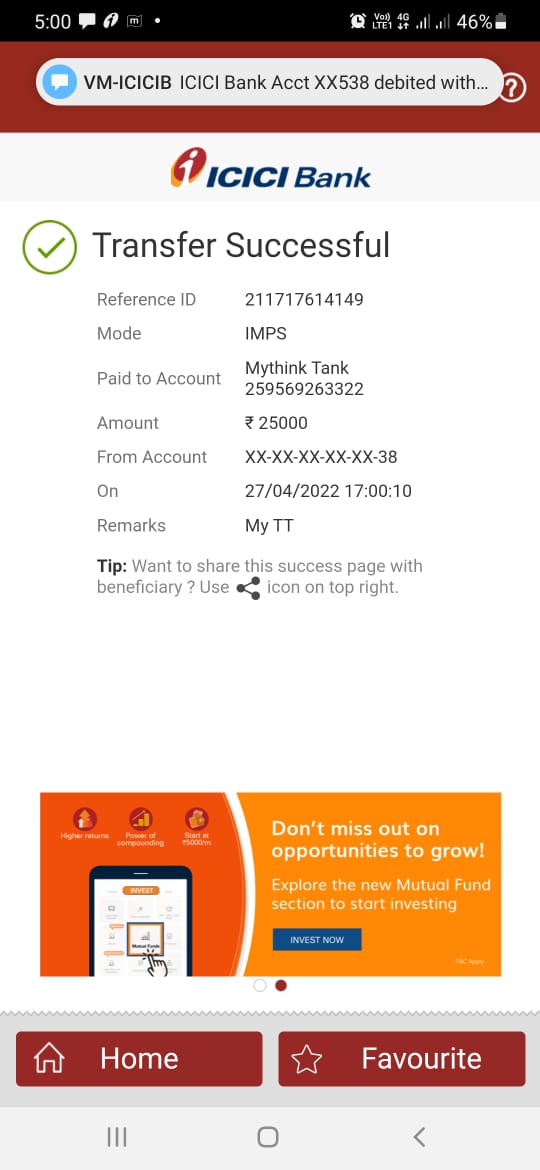 5:00
Vo)) 4G
LTE1
46%
VM-ICICIB ICICI Bank Acct XX538 debited with...
ICICI Bank
Transfer Successful
Reference ID 211717614149
Mode IMPS
Paid to Account Mythink Tank
259569263322
Amount ₹ 25000
From Account XX-XX-XX-XX-XX-38
On 27/04/2022 17:00:10
Remarks My TT
Tip: Want to share this success page with
beneficiary ? Use icon on top right.
Higher returns
Power of
compounding
Start at
₹5000/m
INVEST
Mutual Funds
Don't miss out on
opportunities to grow!
Explore the new Mutual Fund
section to start investing
INVEST NOW
T&C Apply
Home
Favourite